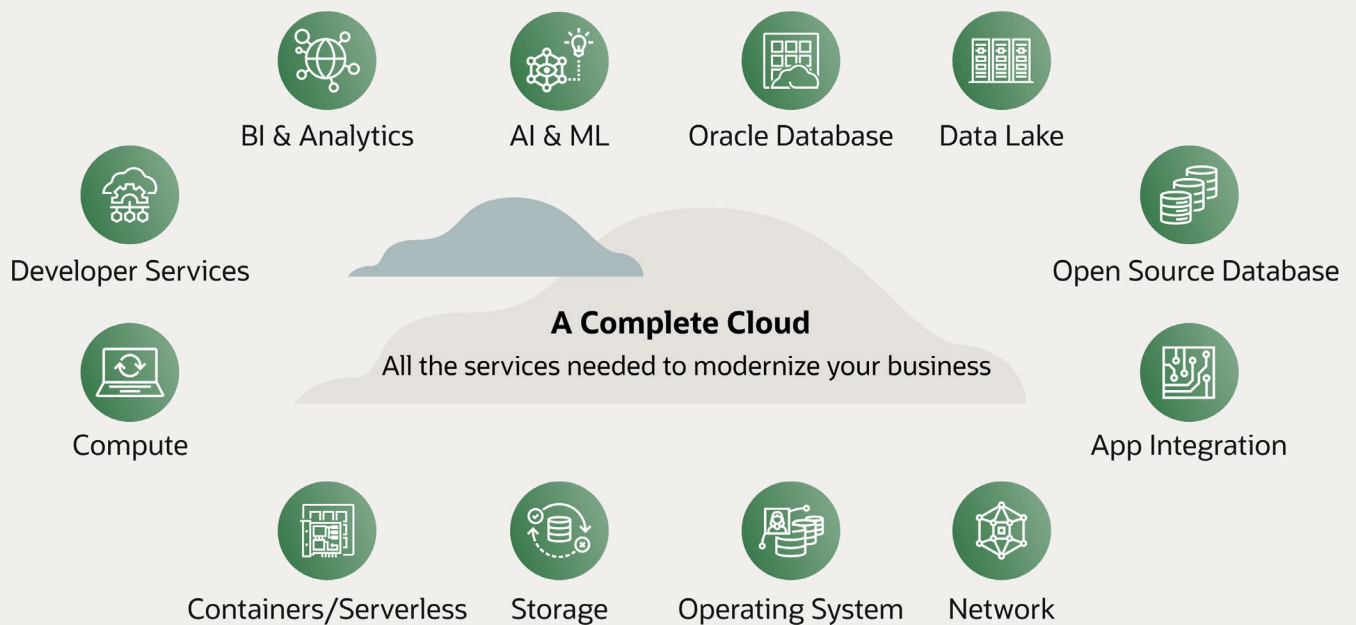 BI & Analytics
AI & ML
Oracle Database
Data Lake
Developer Services
Open Source Database
A Complete Cloud
All the services needed to modernize your business
Compute
App Integration
Containers/Serverless
Storage
Operating System
Network